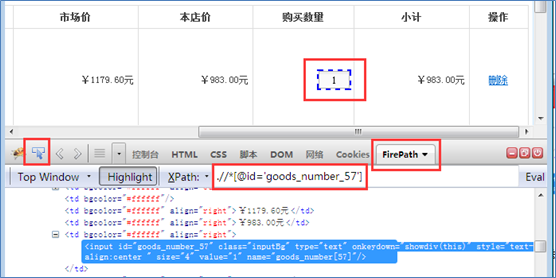 市场价 本店价 购买数量 小计 操作
￥1179.60元 ￥983.00元 1 ￥983.00元 删除
控制台 HTML CSS 脚本 DOM 网络 Cookies FirePath
Top Window Highlight XPath: .//*[@id='goods_number_57'] Eval
<td bgcolor="#ffffff"/>
<td bgcolor="#ffffff" align="right">￥1179.60元</td>
<td bgcolor="#ffffff" align="right">￥983.00元</td>
<td bgcolor="#ffffff" align="right">
<input id="goods_number_57" class="inputBg" type="text" onkeydown="showdiv(this)" style="text-
align:center " size="4" value="1" name="goods_number[57]"/>
</td>